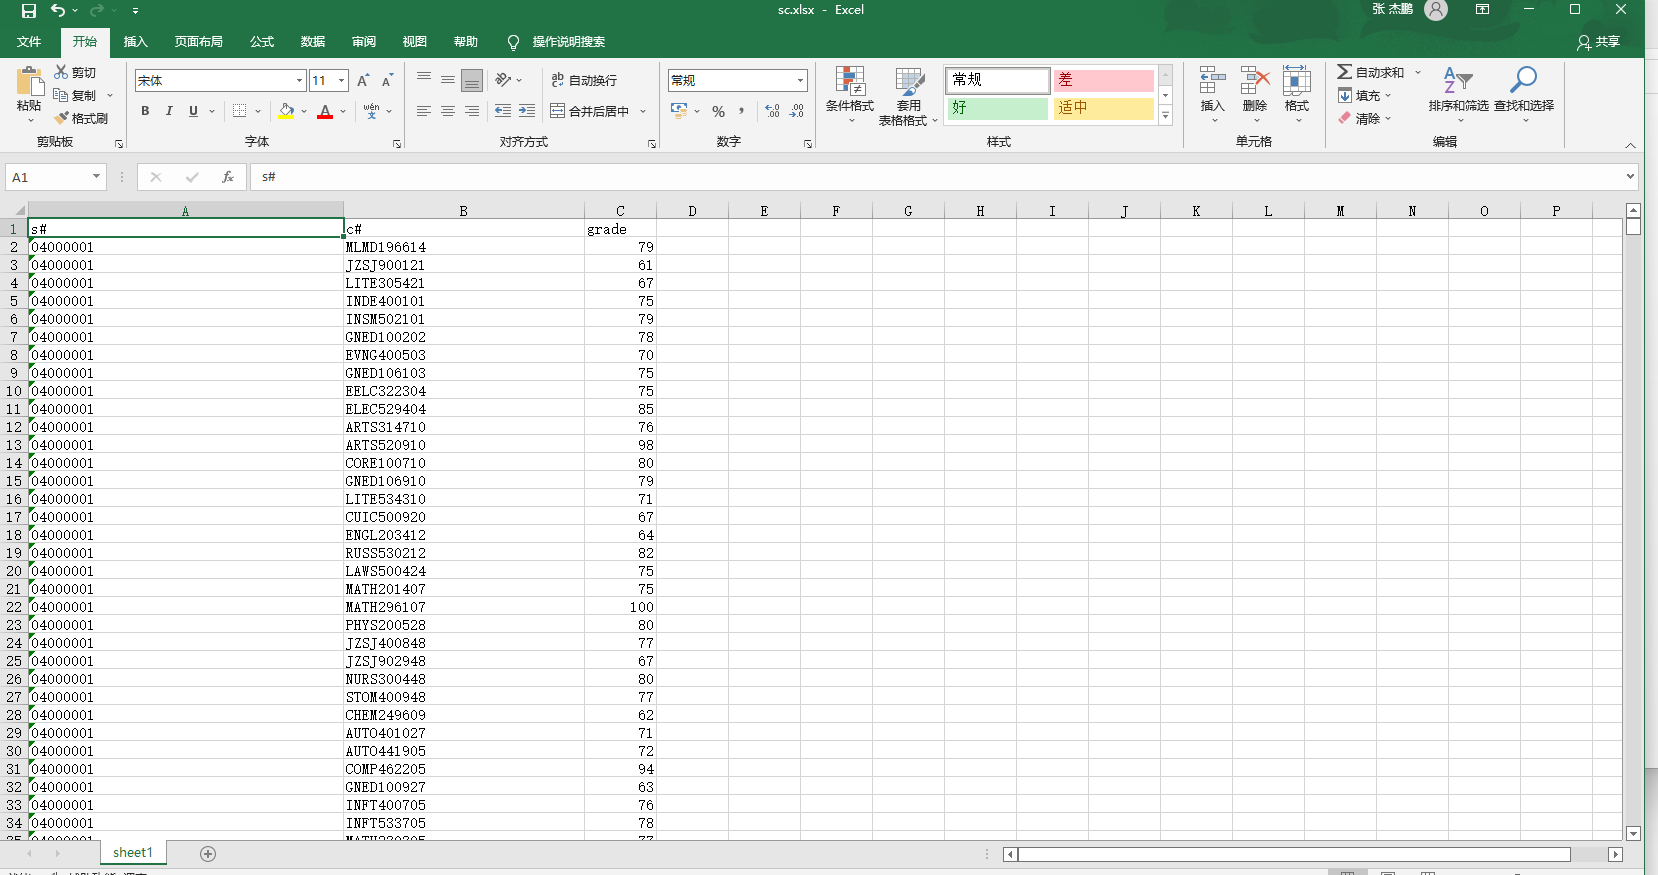 sc.xlsx - Excel
张 杰鹏
文件 开始 插入 页面布局 公式 数据 审阅 视图 帮助 操作说明搜索 共享
粘贴 剪切 复制 格式刷
宋体 11 B I U A wén 文
ab 自动换行
合并后居中
常规 % ,
条件格式 套用 表格格式
常规 差
好 适中
插入 删除 格式
Σ 自动求和 填充 清除
排序和筛选 查找和选择
剪贴板 字体 对齐方式 数字 样式 单元格 编辑
A1 fx s#
A B C D E F G H I J K L M N O P
1 s# c# grade
2 04000001 MLMD196614 79
3 04000001 JZSJ900121 61
4 04000001 LITE305421 67
5 04000001 INDE400101 75
6 04000001 INSM502101 79
7 04000001 GNED100202 78
8 04000001 EVNG400503 70
9 04000001 GNED106103 75
10 04000001 EELC322304 75
11 04000001 ELEC529404 85
12 04000001 ARTS314710 76
13 04000001 ARTS520910 98
14 04000001 CORE100710 80
15 04000001 GNED106910 79
16 04000001 LITE534310 71
17 04000001 CUIC500920 67
18 04000001 ENGL203412 64
19 04000001 RUSS530212 82
20 04000001 LAWS500424 75
21 04000001 MATH201407 75
22 04000001 MATH296107 100
23 04000001 PHYS200528 80
24 04000001 JZSJ400848 77
25 04000001 JZSJ902948 67
26 04000001 NURS300448 80
27 04000001 STOM400948 77
28 04000001 CHEM249609 62
29 04000001 AUTO401027 71
30 04000001 AUTO441905 72
31 04000001 COMP462205 94
32 04000001 GNED100927 63
33 04000001 INFT400705 76
34 04000001 INFT533705 78
sheet1